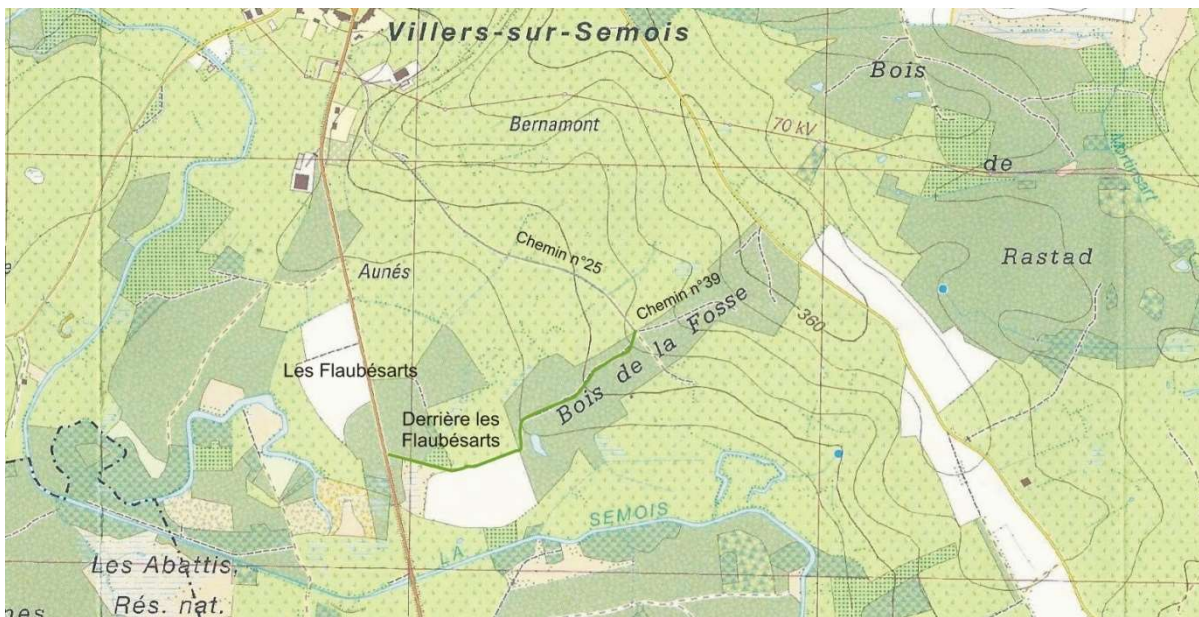 Villers-sur-Semois
Bois
Bernamont
70 kV
Mortinsart
de
Chemin n°25
Rastad
Aunés
Chemin n°39
360
Bois de la Fosse
Les Flaubésarts
Derrière les
Flaubésarts
LA SEMOIS
Les Abattis,
Rés. nat.